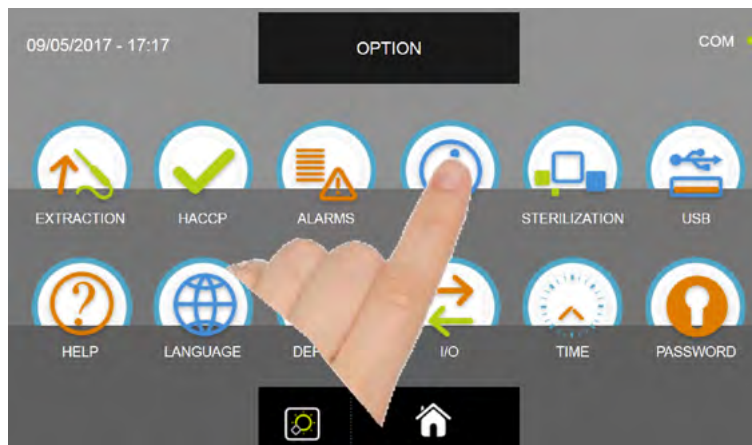 09/05/2017 - 17:17
OPTION
COM
EXTRACTION
HACCP
ALARMS
STERILIZATION
USB
HELP
LANGUAGE
I/O
TIME
PASSWORD